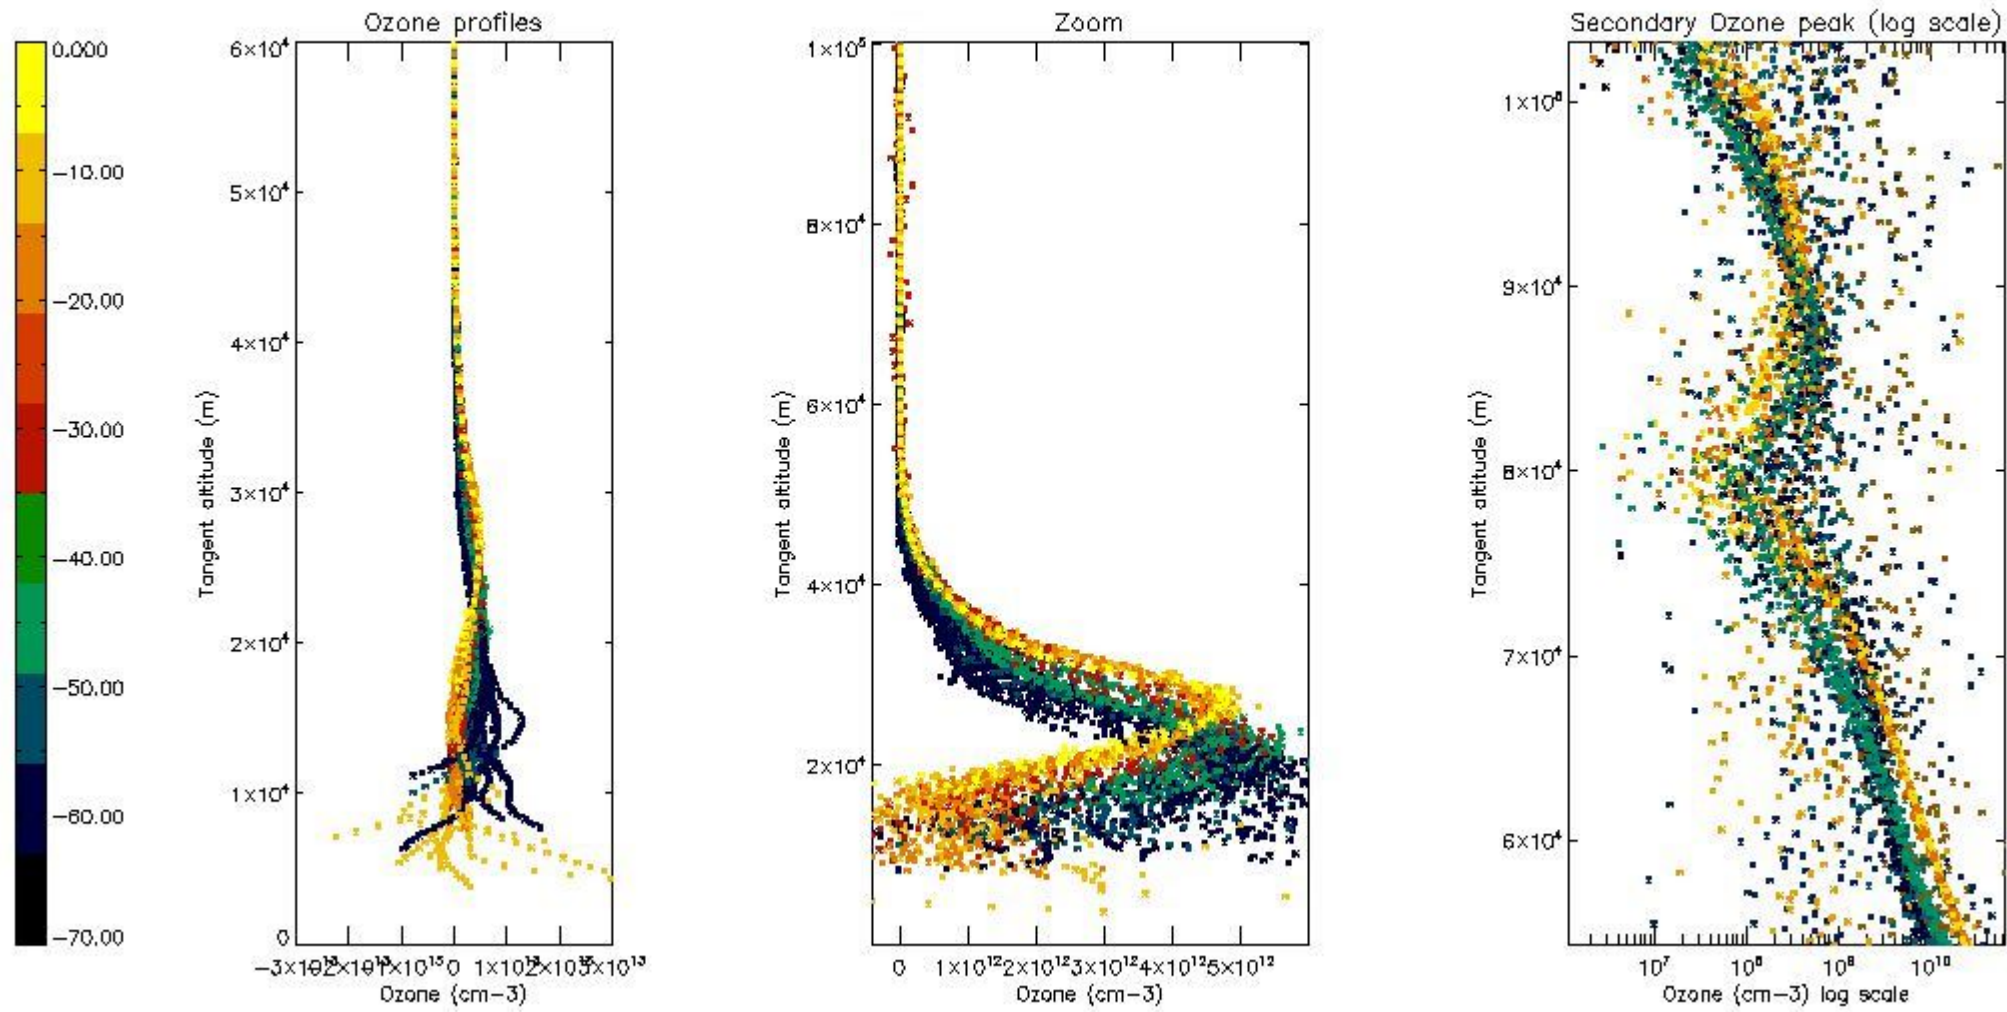 Ozone profiles
Zoom
Secondary Ozone peak (log scale)
0.000
−10.00
−20.00
−30.00
−40.00
−50.00
−60.00
−70.00
6×10⁴
5×10⁴
4×10⁴
3×10⁴
2×10⁴
1×10⁴
0
Tangent altitude (m)
0
Ozone (cm−3)
1×10⁵
8×10⁴
6×10⁴
4×10⁴
2×10⁴
Tangent altitude (m)
0 1×10¹² 2×10¹² 3×10¹² 4×10¹² 5×10¹²
Ozone (cm−3)
1×10⁵
9×10⁴
8×10⁴
7×10⁴
6×10⁴
Tangent altitude (m)
10⁷ 10⁸ 10⁹ 10¹⁰
Ozone (cm−3) log scale